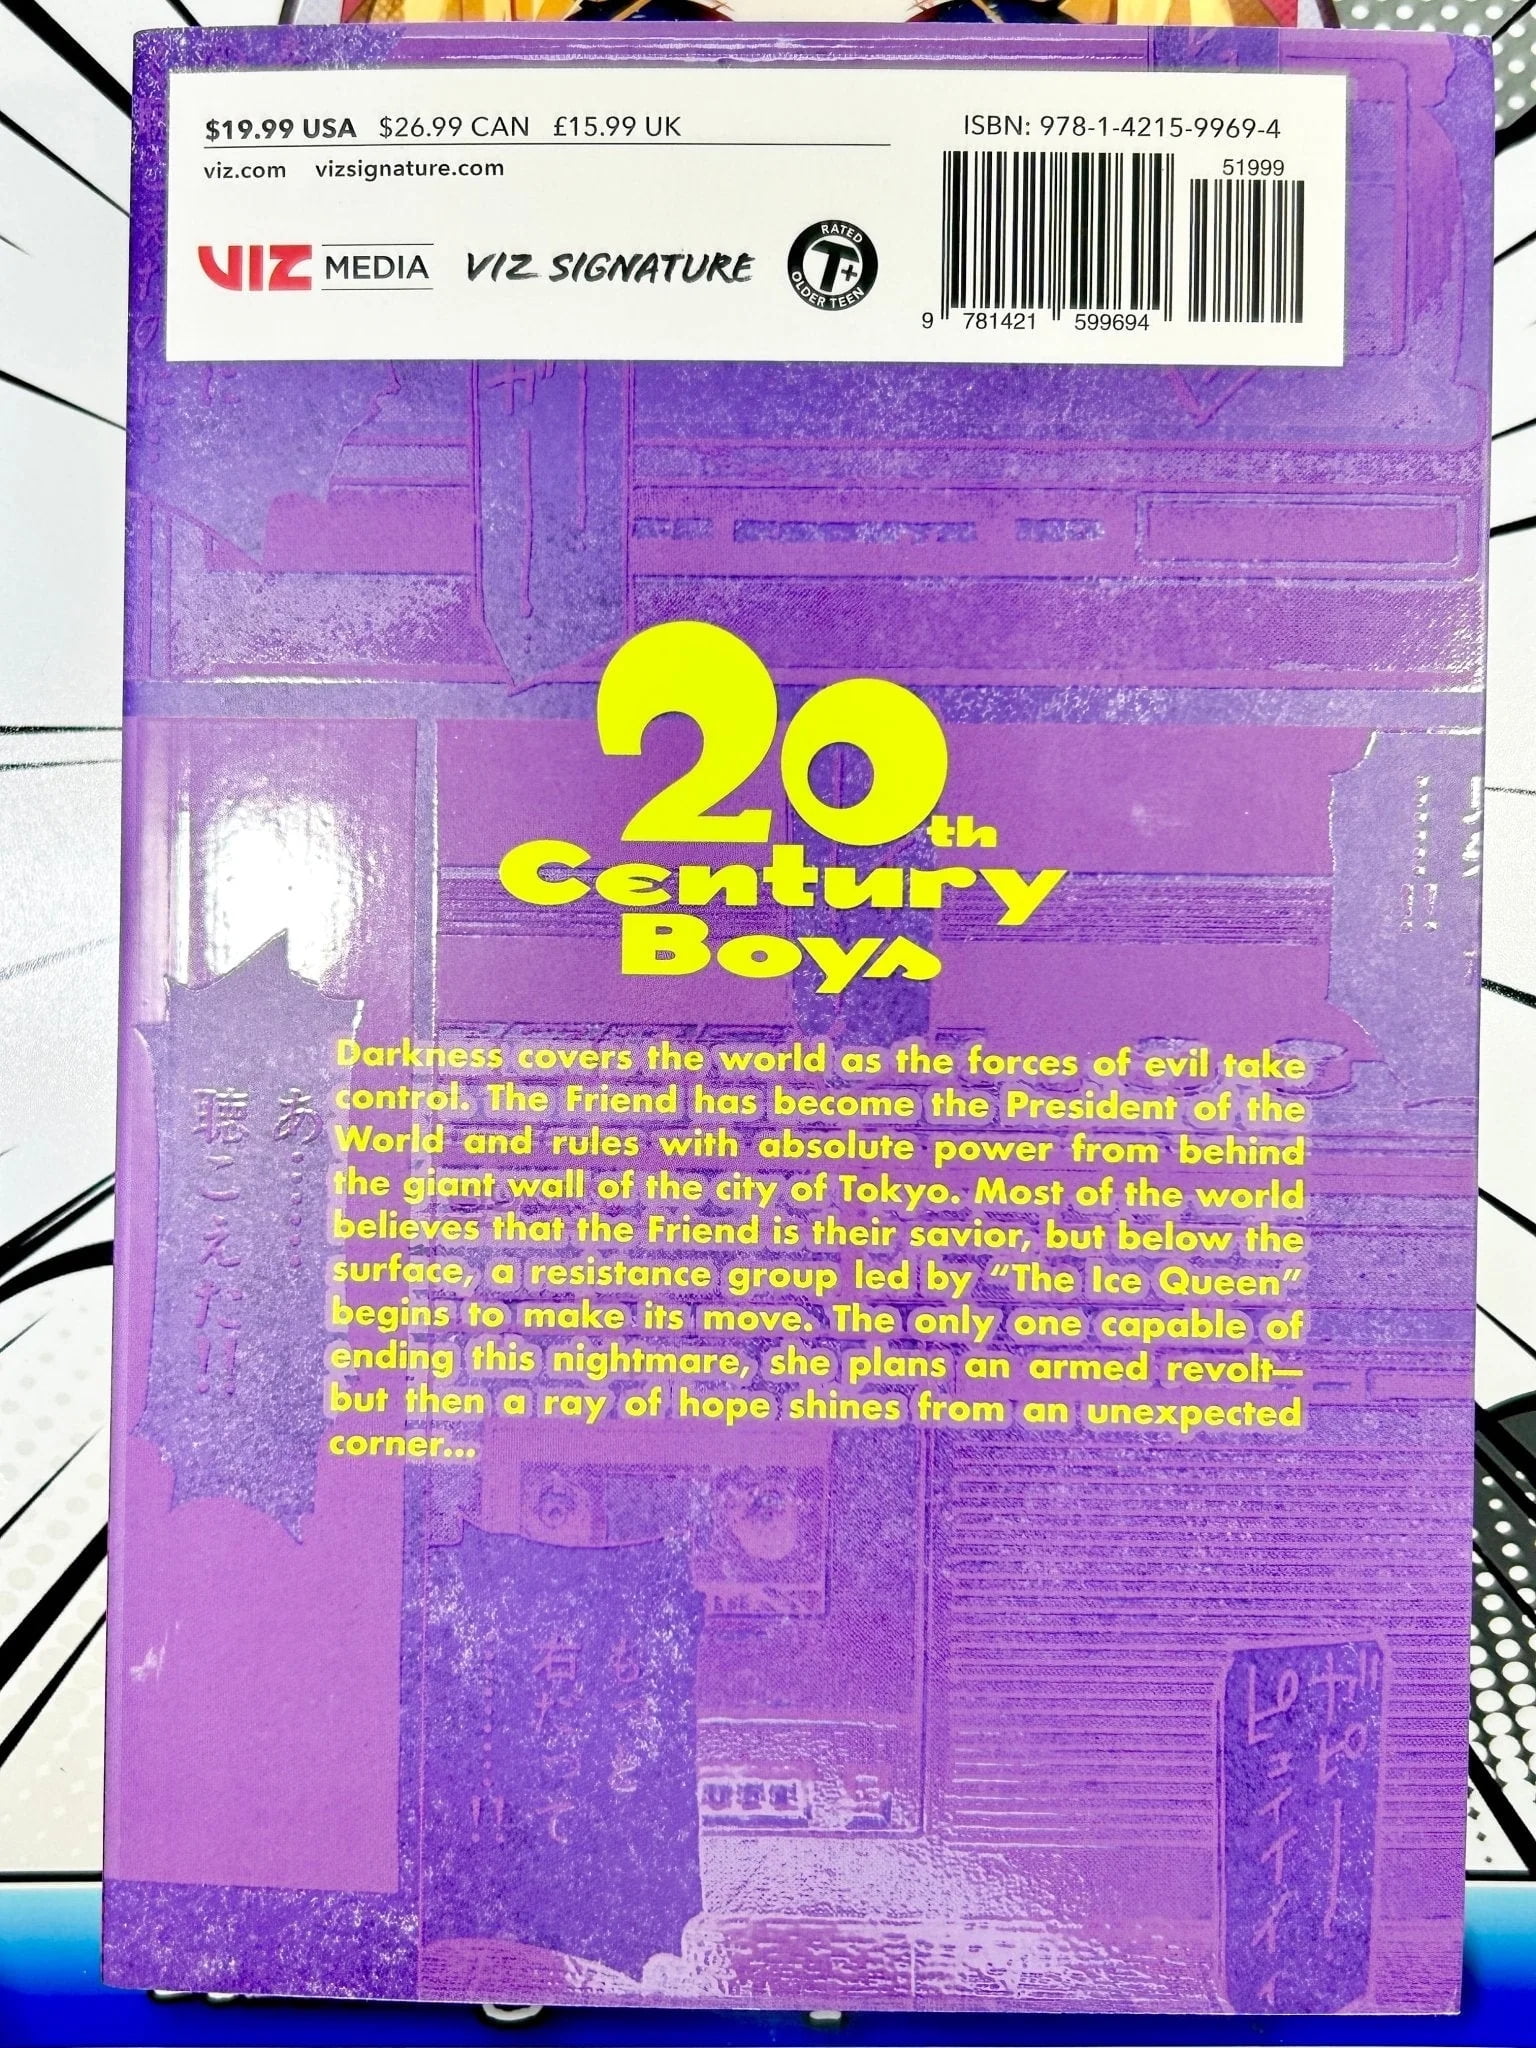 $19.99 USA $26.99 CAN £15.99 UK
viz.com vizsignature.com
VIZ MEDIA
VIZ SIGNATURE
RATED
T+
OLDER TEEN
ISBN: 978-1-4215-9969-4
51999
9 781421 599694
20th
Century
Boys
Darkness covers the world as the forces of evil take
control. The Friend has become the President of the
World and rules with absolute power from behind
the giant wall of the city of Tokyo. Most of the world
believes that the Friend is their savior, but below the
surface, a resistance group led by “The Ice Queen”
begins to make its move. The only one capable of
ending this nightmare, she plans an armed revolt—
but then a ray of hope shines from an unexpected
corner...
あ……
聴こえた!!